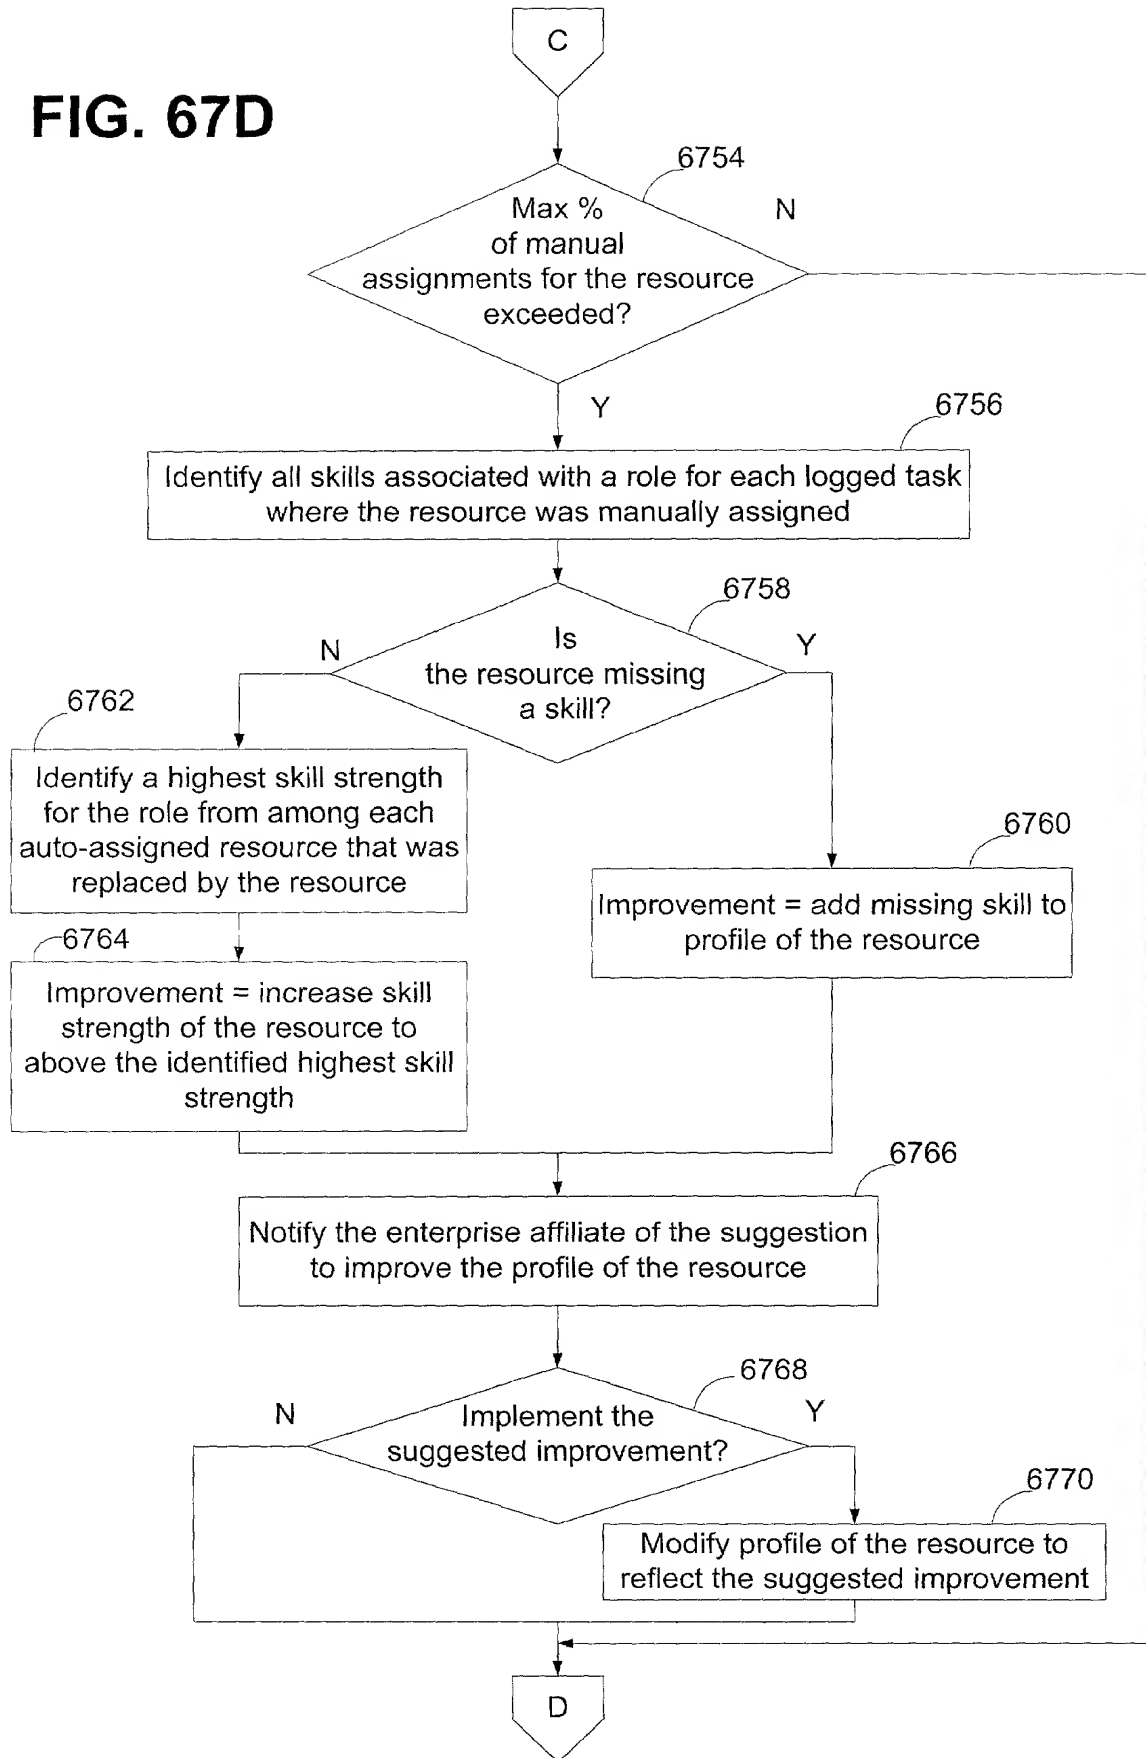 C
FIG. 67D
6754
Max %
of manual
assignments for the resource
exceeded?
N
Y
6756
Identify all skills associated with a role for each logged task
where the resource was manually assigned
6758
Is
the resource missing
a skill?
N
Y
6762
Identify a highest skill strength
for the role from among each
auto-assigned resource that was
replaced by the resource
6760
Improvement = add missing skill to
profile of the resource
6764
Improvement = increase skill
strength of the resource to
above the identified highest skill
strength
6766
Notify the enterprise affiliate of the suggestion
to improve the profile of the resource
6768
Implement the
suggested improvement?
N
Y
6770
Modify profile of the resource to
reflect the suggested improvement
D